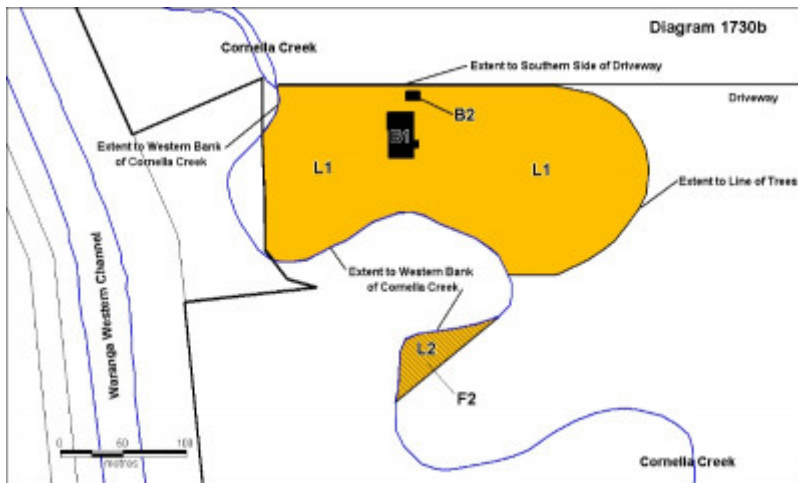 Diagram 1730b
Cornella Creek
Extent to Southern Side of Driveway
Driveway
B2
B1
Extent to Western Bank
of Cornella Creek
L1
L1
Extent to Line of Trees
Extent to Western Bank
of Cornella Creek
Waranga Western Channel
L2
F2
0 50 100
metres
Cornella Creek